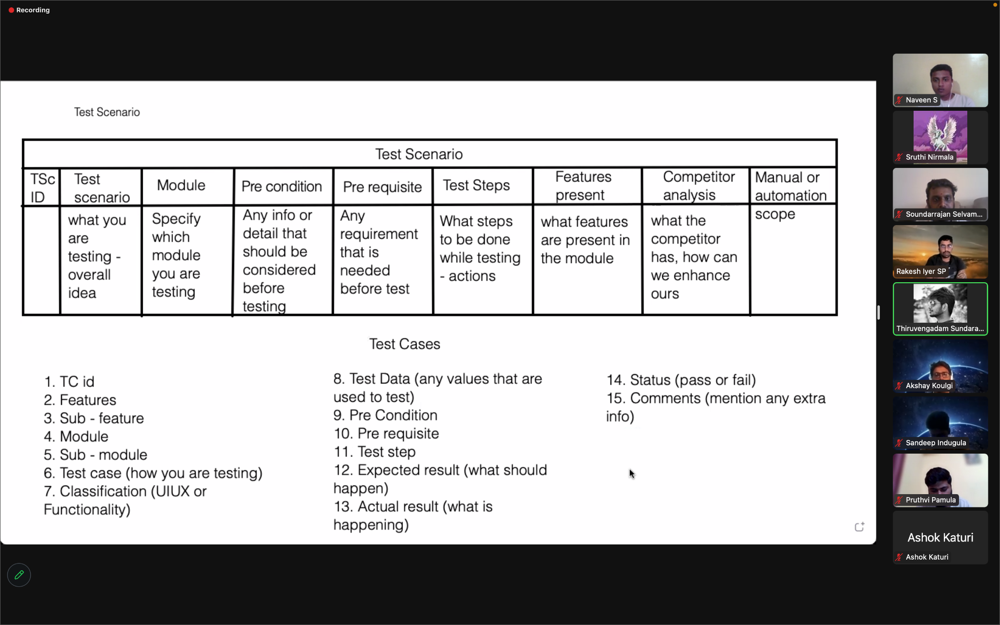 Recording
Test Scenario
Test Scenario
TSc
ID
Test
scenario
Module
Pre condition
Pre requisite
Test Steps
Features
present
Competitor
analysis
Manual or
automation
scope
what you
are
testing -
overall
idea
Specify
which
module
you are
testing
Any info or
detail that
should be
considered
before
testing
Any
requirement
that is
needed
before test
What steps
to be done
while testing
- actions
what features
are present in
the module
what the
competitor
has, how can
we enhance
ours
Test Cases
1. TC id
2. Features
3. Sub - feature
4. Module
5. Sub - module
6. Test case (how you are testing)
7. Classification (UIUX or
Functionality)
8. Test Data (any values that are
used to test)
9. Pre Condition
10. Pre requisite
11. Test step
12. Expected result (what should
happen)
13. Actual result (what is
happening)
14. Status (pass or fail)
15. Comments (mention any extra
info)
Naveen S
Sruthi Nirmala
Soundarrajan Selvam...
Rakesh Iyer SP
Thiruvengadam Sundara...
Akshay Koulgi
Sandeep Indugula
Pruthvi Pamula
Ashok Katuri
Ashok Katuri